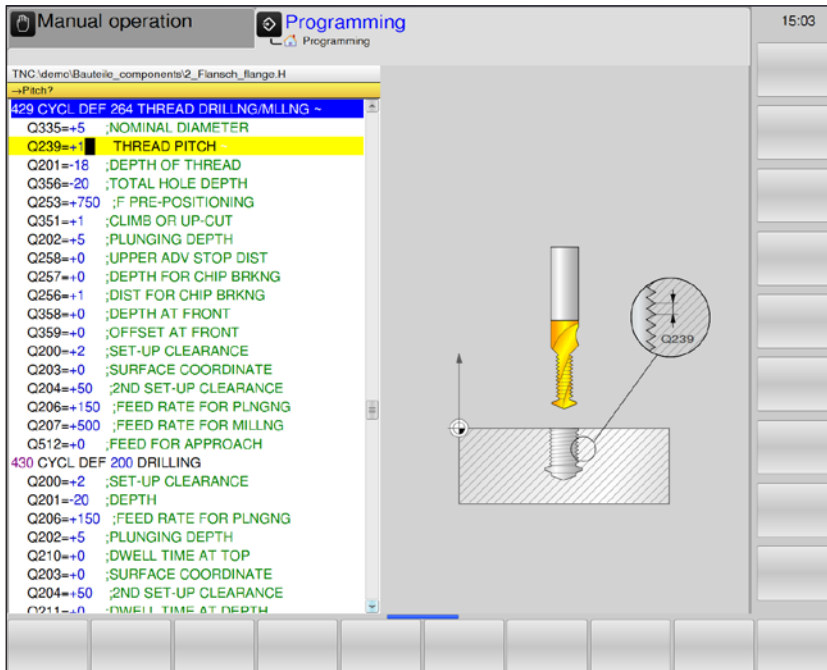 Manual operation
Programming
Programming
15:03
TNC:\demo\Bauteile_components\2_Flansch_flange.H
→Pitch?
429 CYCL DEF 264 THREAD DRILLNG/MLLNG ~
Q335=+5 ;NOMINAL DIAMETER
Q239=+1 THREAD PITCH ~
Q201=-18 ;DEPTH OF THREAD
Q356=-20 ;TOTAL HOLE DEPTH
Q253=+750 ;F PRE-POSITIONING
Q351=+1 ;CLIMB OR UP-CUT
Q202=+5 ;PLUNGING DEPTH
Q258=+0 ;UPPER ADV STOP DIST
Q257=+0 ;DEPTH FOR CHIP BRKNG
Q256=+1 ;DIST FOR CHIP BRKNG
Q358=+0 ;DEPTH AT FRONT
Q359=+0 ;OFFSET AT FRONT
Q200=+2 ;SET-UP CLEARANCE
Q203=+0 ;SURFACE COORDINATE
Q204=+50 ;2ND SET-UP CLEARANCE
Q206=+150 ;FEED RATE FOR PLNGNG
Q207=+500 ;FEED RATE FOR MILLNG
Q512=+0 ;FEED FOR APPROACH
430 CYCL DEF 200 DRILLING
Q200=+2 ;SET-UP CLEARANCE
Q201=-20 ;DEPTH
Q206=+150 ;FEED RATE FOR PLNGNG
Q202=+5 ;PLUNGING DEPTH
Q210=+0 ;DWELL TIME AT TOP
Q203=+0 ;SURFACE COORDINATE
Q204=+50 ;2ND SET-UP CLEARANCE
Q211=+0 ;DWELL TIME AT DEPTH
Q239